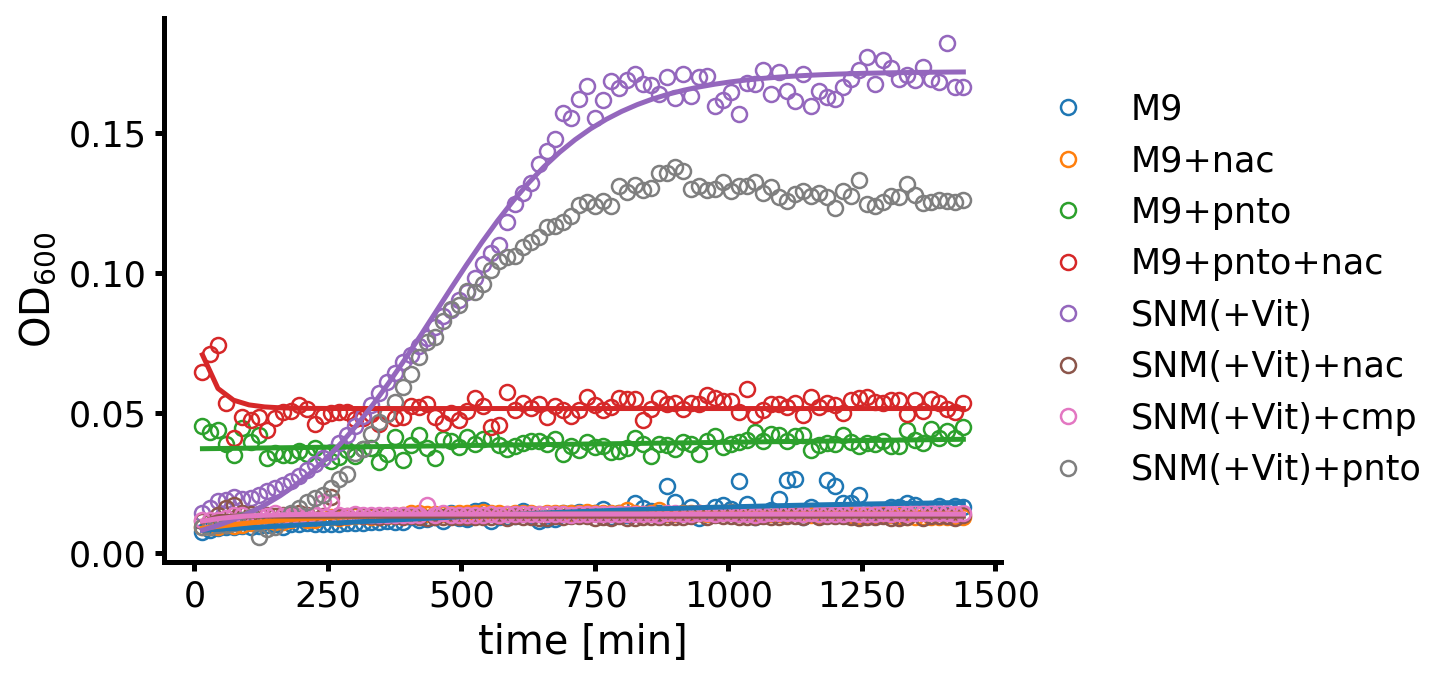 OD600
0.15
0.10
0.05
0.00
0 250 500 750 1000 1250 1500
time [min]
M9
M9+nac
M9+pnto
M9+pnto+nac
SNM(+Vit)
SNM(+Vit)+nac
SNM(+Vit)+cmp
SNM(+Vit)+pnto